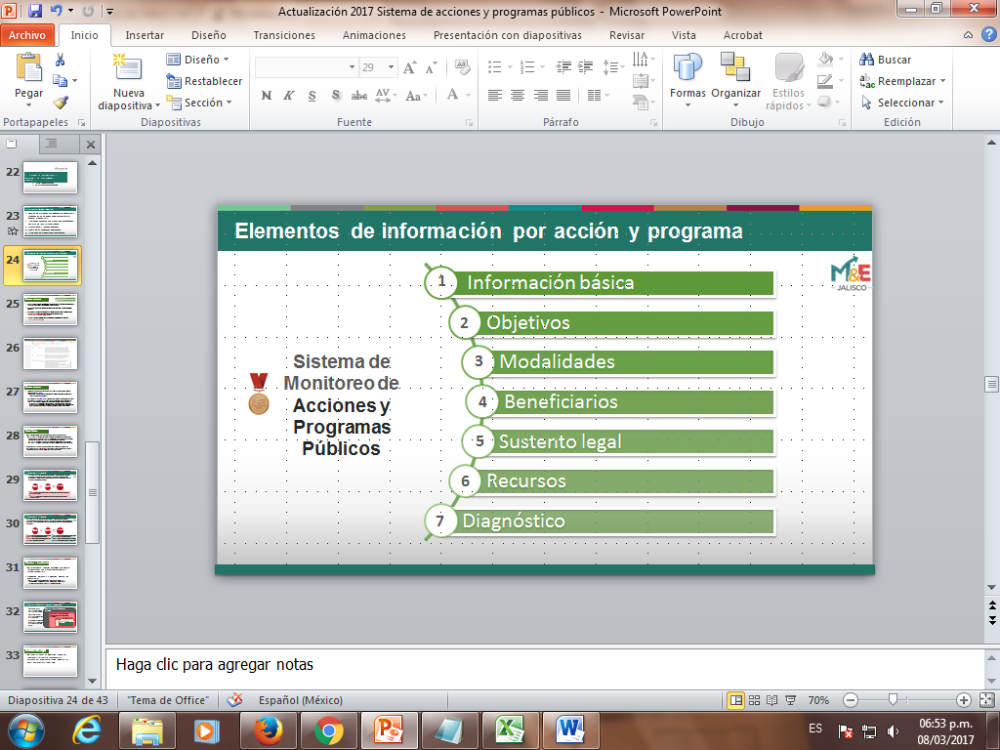 Actualización 2017 Sistema de acciones y programas públicos - Microsoft PowerPoint
Archivo Inicio Insertar Diseño Transiciones Animaciones Presentación con diapositivas Revisar Vista Acrobat
Pegar
Portapapeles
Nueva diapositiva
Diseño
Restablecer
Sección
Diapositivas
29
N K S S abc AV Aa A
Fuente
Párrafo
Formas
Organizar
Estilos rápidos
Dibujo
Buscar
Reemplazar
Seleccionar
Edición
22
23
24
25
26
27
28
29
30
31
32
33
Elementos de información por acción y programa
M&E
JALISCO
Sistema de
Monitoreo de
Acciones y
Programas
Públicos
1 Información básica
2 Objetivos
3 Modalidades
4 Beneficiarios
5 Sustento legal
6 Recursos
7 Diagnóstico
Haga clic para agregar notas
Diapositiva 24 de 43 "Tema de Office" Español (México) 70%
ES 06:53 p.m.
08/03/2017